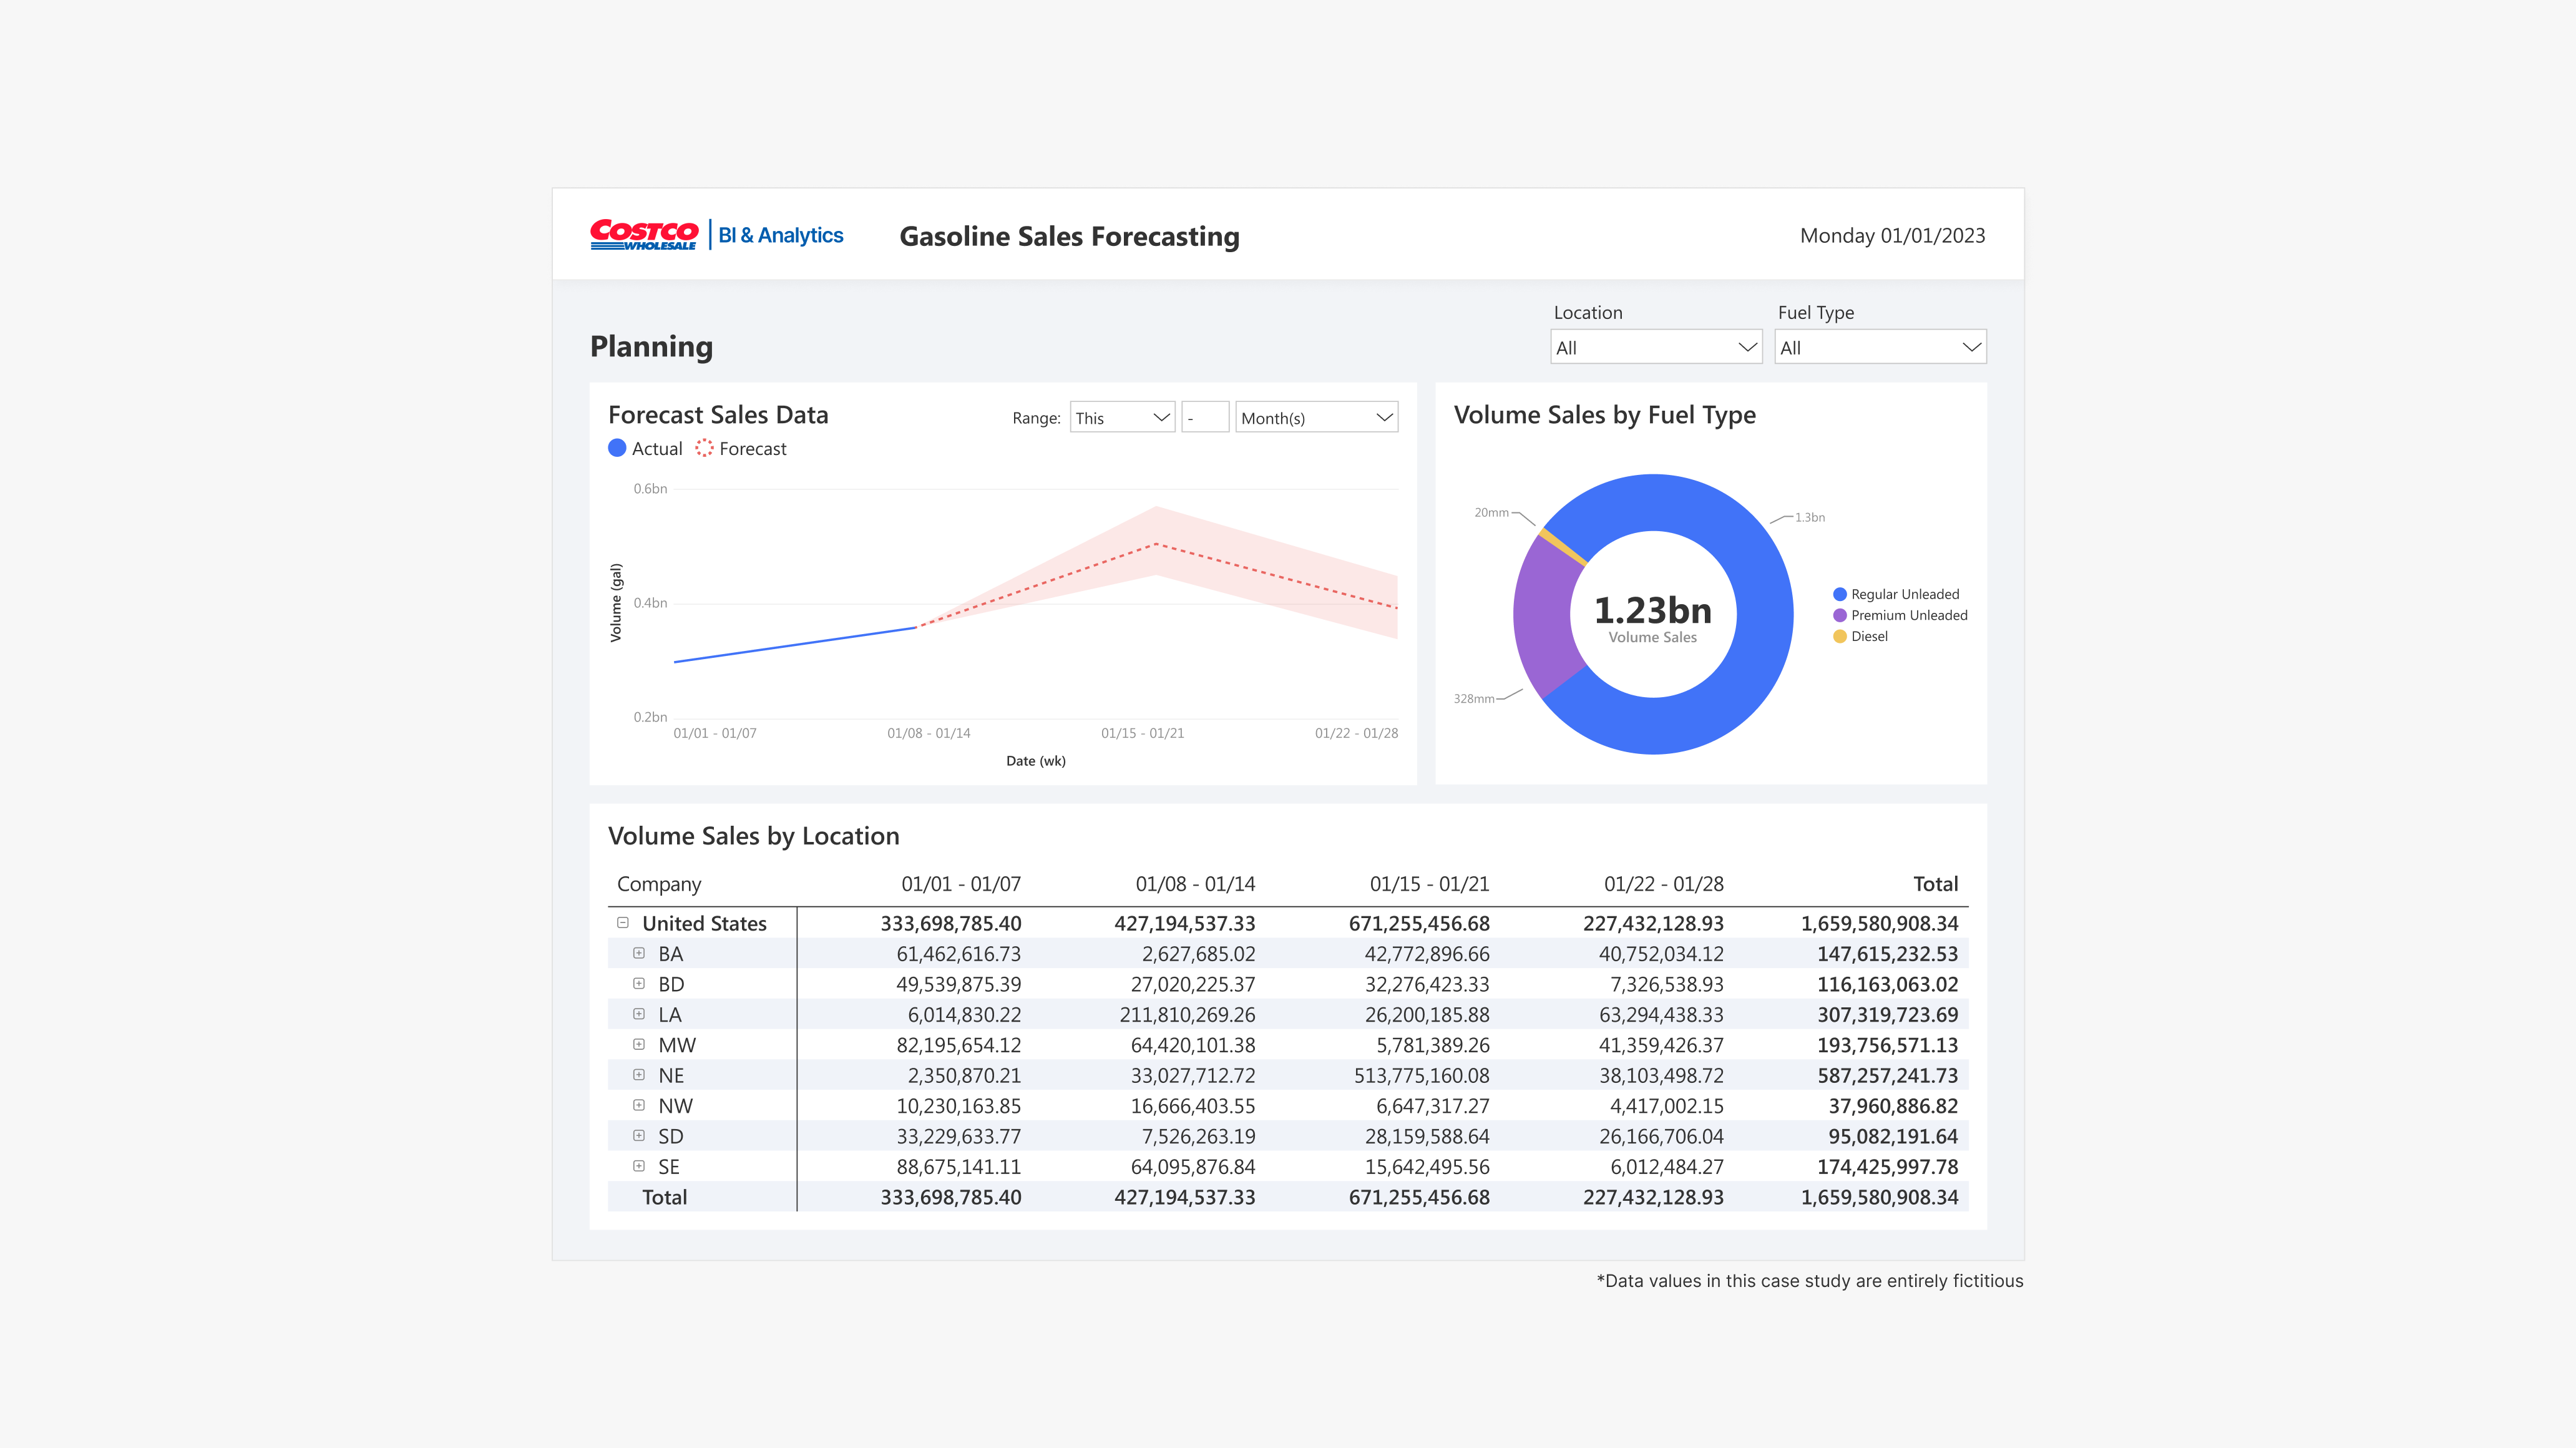 COSTCO WHOLESALE BI & Analytics Gasoline Sales Forecasting Monday 01/01/2023
Planning
Location Fuel Type
All All
Forecast Sales Data
Range: This - Month(s)
Actual Forecast
0.6bn
0.4bn
0.2bn
Volume (gal)
01/01 - 01/07 01/08 - 01/14 01/15 - 01/21 01/22 - 01/28
Date (wk)
Volume Sales by Fuel Type
20mm
1.3bn
328mm
1.23bn
Volume Sales
Regular Unleaded
Premium Unleaded
Diesel
Volume Sales by Location
Company 01/01 - 01/07 01/08 - 01/14 01/15 - 01/21 01/22 - 01/28 Total
United States 333,698,785.40 427,194,537.33 671,255,456.68 227,432,128.93 1,659,580,908.34
BA 61,462,616.73 2,627,685.02 42,772,896.66 40,752,034.12 147,615,232.53
BD 49,539,875.39 27,020,225.37 32,276,423.33 7,326,538.93 116,163,063.02
LA 6,014,830.22 211,810,269.26 26,200,185.88 63,294,438.33 307,319,723.69
MW 82,195,654.12 64,420,101.38 5,781,389.26 41,359,426.37 193,756,571.13
NE 2,350,870.21 33,027,712.72 513,775,160.08 38,103,498.72 587,257,241.73
NW 10,230,163.85 16,666,403.55 6,647,317.27 4,417,002.15 37,960,886.82
SD 33,229,633.77 7,526,263.19 28,159,588.64 26,166,706.04 95,082,191.64
SE 88,675,141.11 64,095,876.84 15,642,495.56 6,012,484.27 174,425,997.78
Total 333,698,785.40 427,194,537.33 671,255,456.68 227,432,128.93 1,659,580,908.34
*Data values in this case study are entirely fictitious